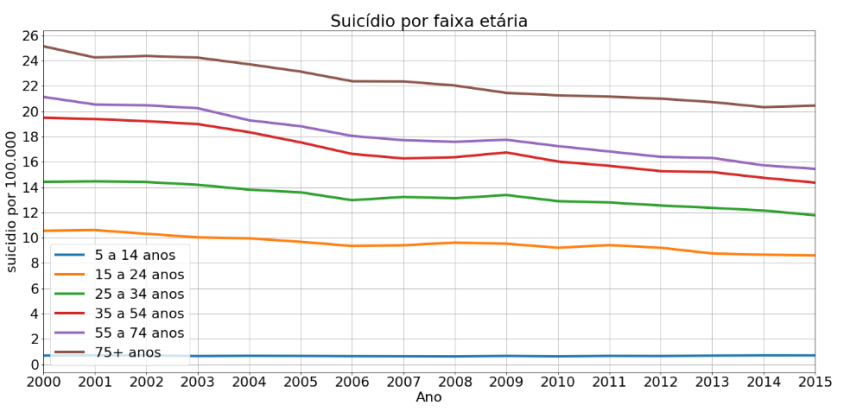 Suicídio por faixa etária
suicidio por 100.000
26
24
22
20
18
16
14
12
10
8
6
4
2
0
5 a 14 anos
15 a 24 anos
25 a 34 anos
35 a 54 anos
55 a 74 anos
75+ anos
2000 2001 2002 2003 2004 2005 2006 2007 2008 2009 2010 2011 2012 2013 2014 2015
Ano